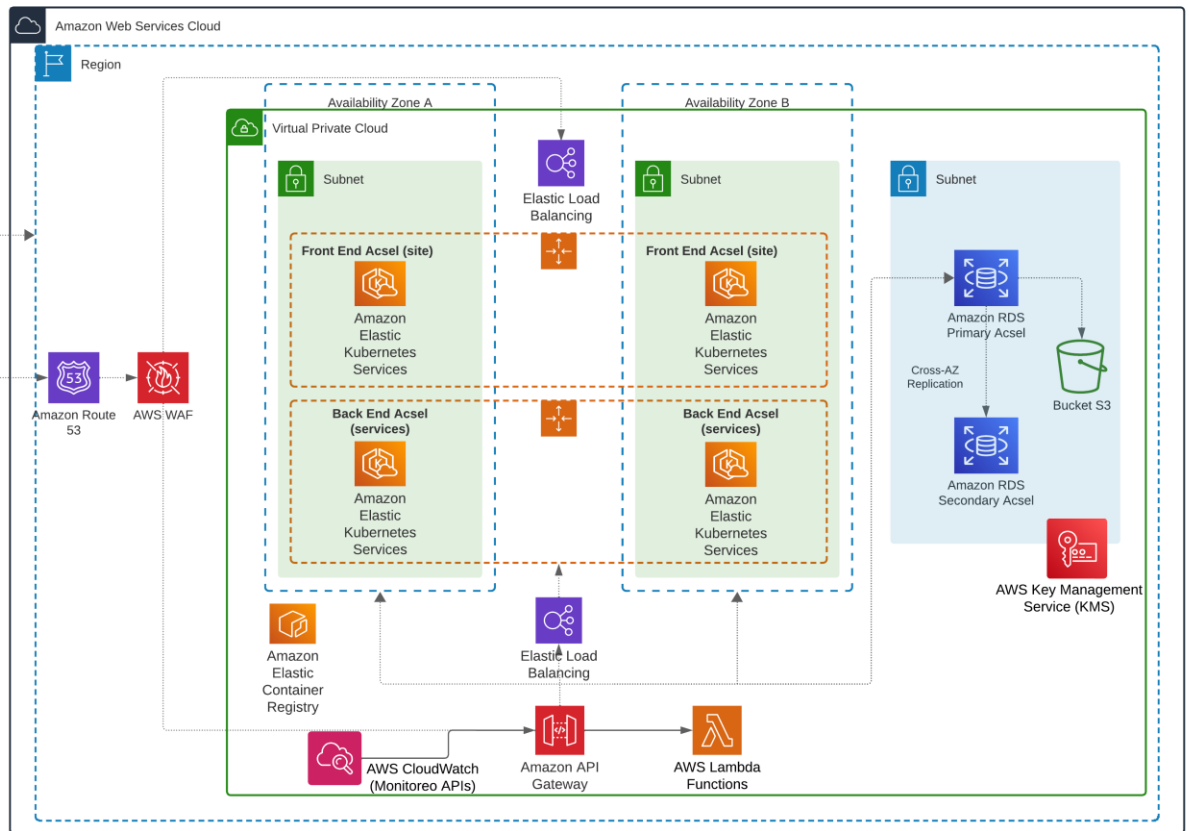 Amazon Web Services Cloud
Region
Availability Zone A
Availability Zone B
Virtual Private Cloud
Subnet
Subnet
Subnet
Elastic Load
Balancing
Front End Acsel (site)
Amazon
Elastic
Kubernetes
Services
Front End Acsel (site)
Amazon
Elastic
Kubernetes
Services
Amazon RDS
Primary Acsel
Cross-AZ
Replication
Bucket S3
53
Amazon Route
53
AWS WAF
Back End Acsel
(services)
Amazon
Elastic
Kubernetes
Services
Back End Acsel
(services)
Amazon
Elastic
Kubernetes
Services
Amazon RDS
Secondary Acsel
AWS Key Management
Service (KMS)
Amazon
Elastic
Container
Registry
Elastic Load
Balancing
AWS CloudWatch
(Monitoreo APIs)
Amazon API
Gateway
AWS Lambda
Functions